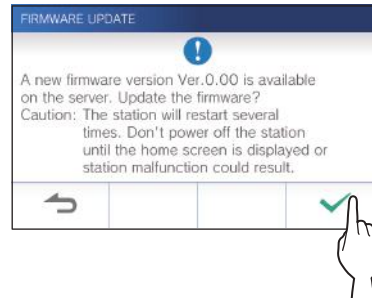 FIRMWARE UPDATE
A new firmware version Ver.0.00 is available
on the server. Update the firmware?
Caution: The station will restart several
times. Don't power off the station
until the home screen is displayed or
station malfunction could result.